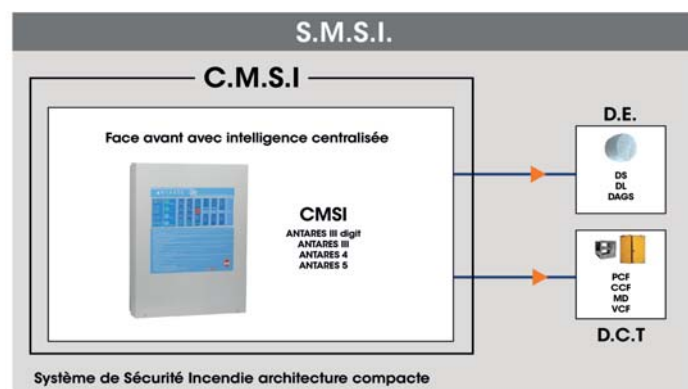 S.M.S.I.
C.M.S.I
Face avant avec intelligence centralisée
CMSI
ANTARES III digit
ANTARES III
ANTARES 4
ANTARES 5
D.E.
DS
DL
DAGS
PCF
CCF
MD
VCF
D.C.T
Système de Sécurité Incendie architecture compacte